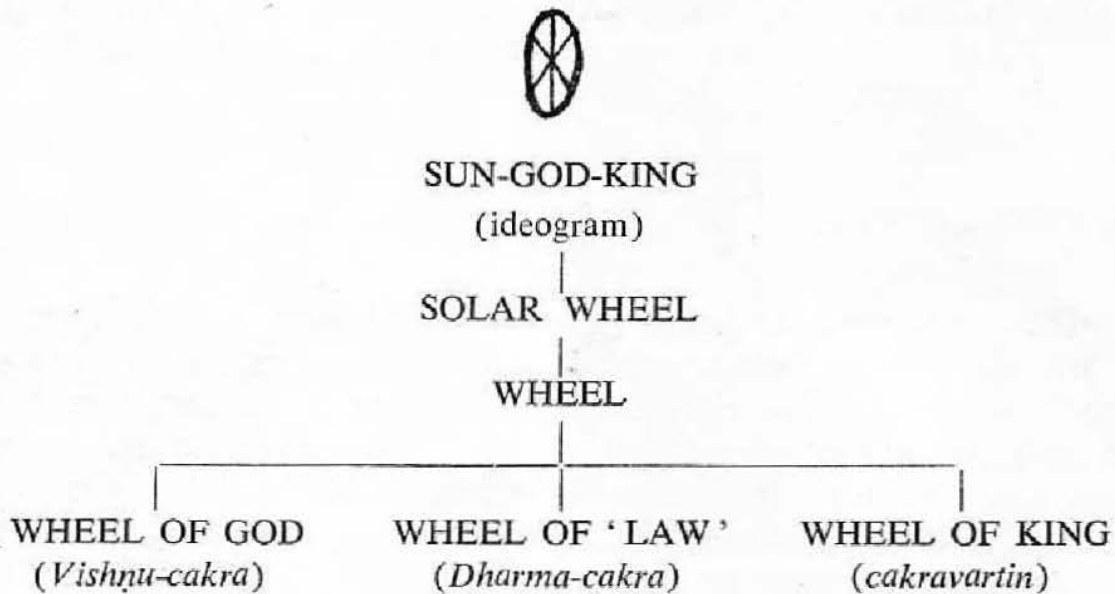 SUN-GOD-KING
(ideogram)
SOLAR WHEEL
WHEEL
WHEEL OF GOD WHEEL OF ‘LAW’ WHEEL OF KING
(Vishṇu-cakra) (Dharma-cakra) (cakravartin)